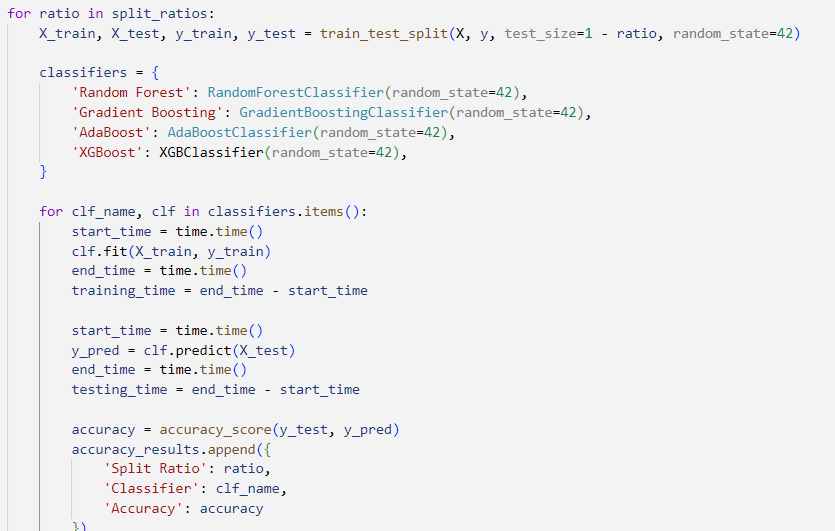 for ratio in split_ratios:
    X_train, X_test, y_train, y_test = train_test_split(X, y, test_size=1 - ratio, random_state=42)

    classifiers = {
        'Random Forest': RandomForestClassifier(random_state=42),
        'Gradient Boosting': GradientBoostingClassifier(random_state=42),
        'AdaBoost': AdaBoostClassifier(random_state=42),
        'XGBoost': XGBClassifier(random_state=42),
    }

    for clf_name, clf in classifiers.items():
        start_time = time.time()
        clf.fit(X_train, y_train)
        end_time = time.time()
        training_time = end_time - start_time

        start_time = time.time()
        y_pred = clf.predict(X_test)
        end_time = time.time()
        testing_time = end_time - start_time

        accuracy = accuracy_score(y_test, y_pred)
        accuracy_results.append({
            'Split Ratio': ratio,
            'Classifier': clf_name,
            'Accuracy': accuracy
        })